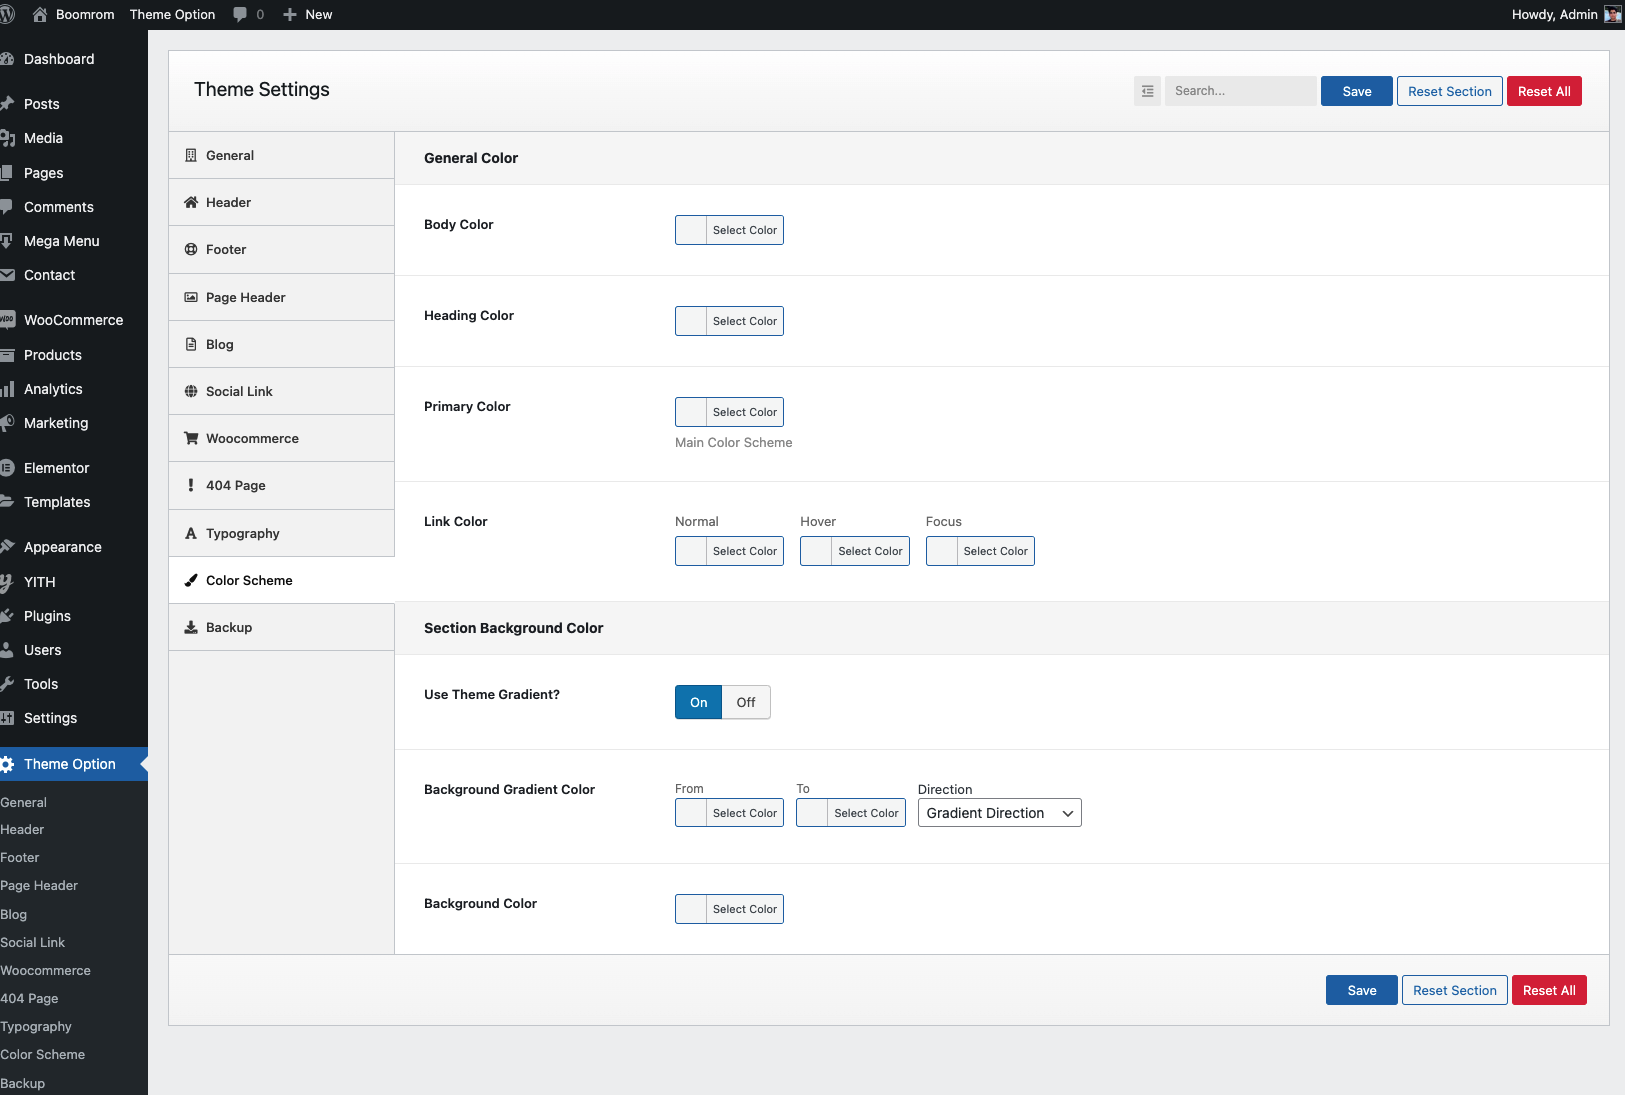 Boomrom Theme Option 0 New Howdy, Admin
Dashboard
Posts
Media
Pages
Comments
Mega Menu
Contact
WooCommerce
Products
Analytics
Marketing
Elementor
Templates
Appearance
YITH
Plugins
Users
Tools
Settings
Theme Option
General
Header
Footer
Page Header
Blog
Social Link
Woocommerce
404 Page
Typography
Color Scheme
Backup
Theme Settings
Search...
Save
Reset Section
Reset All
General
Header
Footer
Page Header
Blog
Social Link
Woocommerce
404 Page
Typography
Color Scheme
Backup
General Color
Body Color
Select Color
Heading Color
Select Color
Primary Color
Select Color
Main Color Scheme
Link Color
Normal Hover Focus
Select Color Select Color Select Color
Section Background Color
Use Theme Gradient?
On Off
Background Gradient Color
From To Direction
Select Color Select Color Gradient Direction
Background Color
Select Color
Save
Reset Section
Reset All